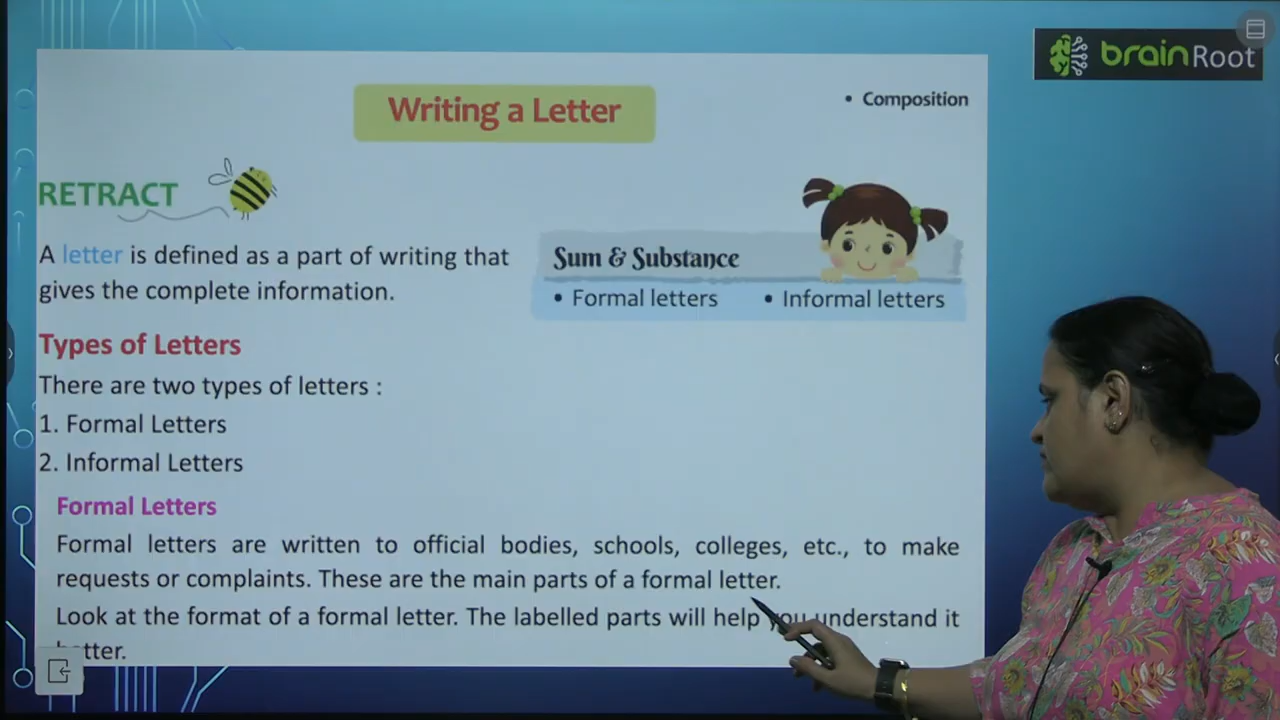 brainRoot
Writing a Letter
• Composition
RETRACT
A letter is defined as a part of writing that
gives the complete information.
Sum & Substance
• Formal letters • Informal letters
Types of Letters
There are two types of letters :
1. Formal Letters
2. Informal Letters
Formal Letters
Formal letters are written to official bodies, schools, colleges, etc., to make
requests or complaints. These are the main parts of a formal letter.
Look at the format of a formal letter. The labelled parts will help you understand it
better.